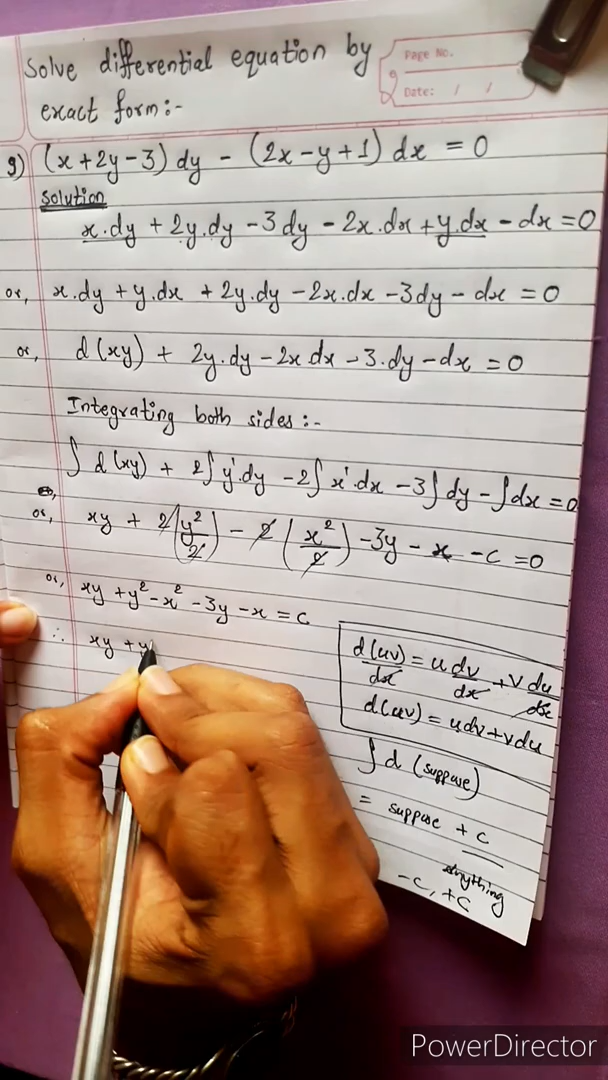 Page No.
Date: / /
Solve differential equation by
exact form:-
9) (x+2y-3) dy - (2x-y+1) dx = 0
Solution
x.dy + 2y.dy - 3dy - 2x.dx + y.dx - dx = 0
or, x.dy + y.dx + 2y.dy - 2x.dx - 3dy - dx = 0
or, d(xy) + 2y.dy - 2x dx - 3.dy - dx = 0
Integrating both sides:-
∫ d(xy) + 2∫ y¹.dy - 2∫ x¹.dx - 3∫ dy - ∫ dx = 0
or, xy + 2(y²/2) - 2(x²/2) - 3y - x - c = 0
or, xy + y² - x² - 3y - x = c
∴ xy + y
d(uv)/dx = u dv/dx + v du/dx
d(uv) = udv + vdu
∫ d (suppose)
= suppose + c
anything
-c, +c
PowerDirector